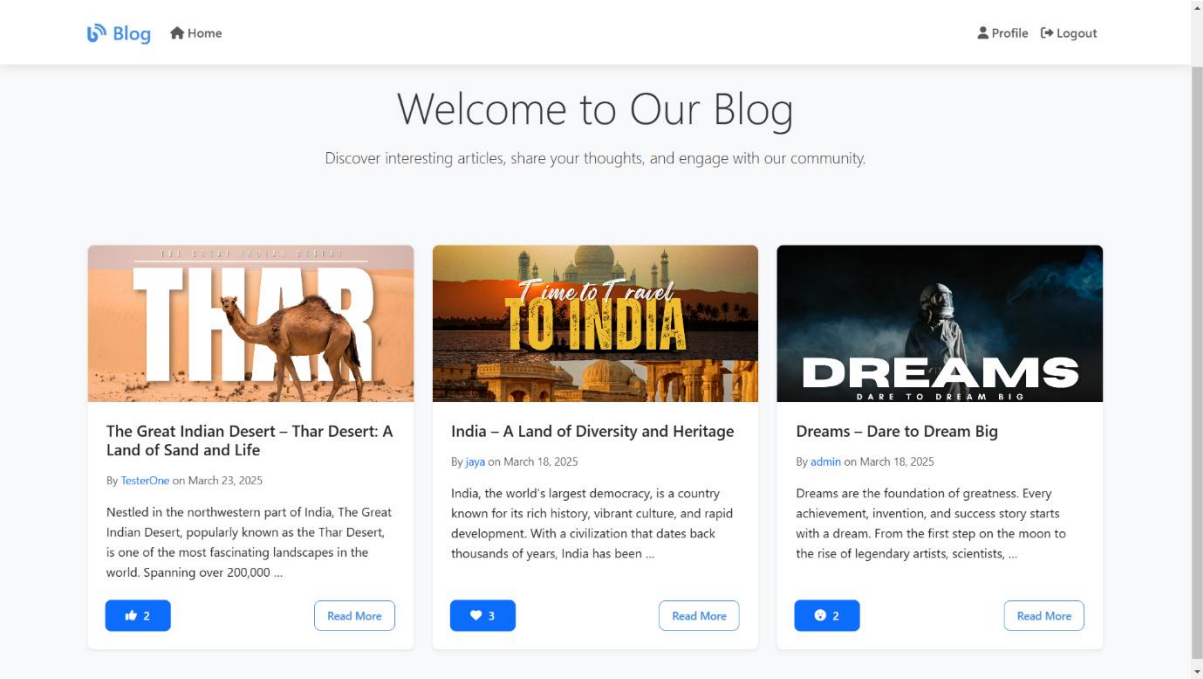 Blog
Home
Profile
Logout
Welcome to Our Blog
Discover interesting articles, share your thoughts, and engage with our community.
THE GREAT INDIAN DESERT
THAR
The Great Indian Desert – Thar Desert: A
Land of Sand and Life
By TesterOne on March 23, 2025
Nestled in the northwestern part of India, The Great
Indian Desert, popularly known as the Thar Desert,
is one of the most fascinating landscapes in the
world. Spanning over 200,000 ...
2
Read More
Time to Travel
TO INDIA
India – A Land of Diversity and Heritage
By jaya on March 18, 2025
India, the world's largest democracy, is a country
known for its rich history, vibrant culture, and rapid
development. With a civilization that dates back
thousands of years, India has been ...
3
Read More
DREAMS
DARE TO DREAM BIG
Dreams – Dare to Dream Big
By admin on March 18, 2025
Dreams are the foundation of greatness. Every
achievement, invention, and success story starts
with a dream. From the first step on the moon to
the rise of legendary artists, scientists, ...
2
Read More